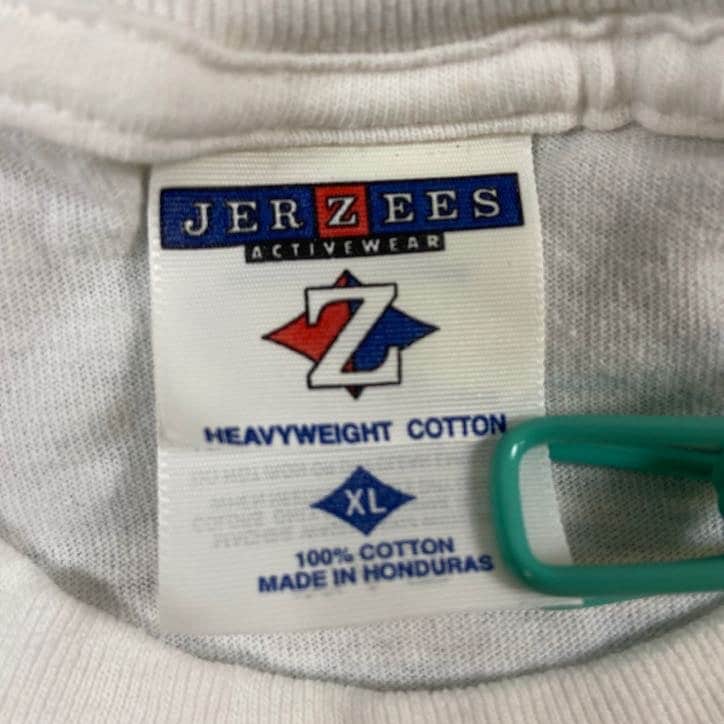 JERZEES
ACTIVEWEAR
Z
HEAVYWEIGHT COTTON
XL
100% COTTON
MADE IN HONDURAS